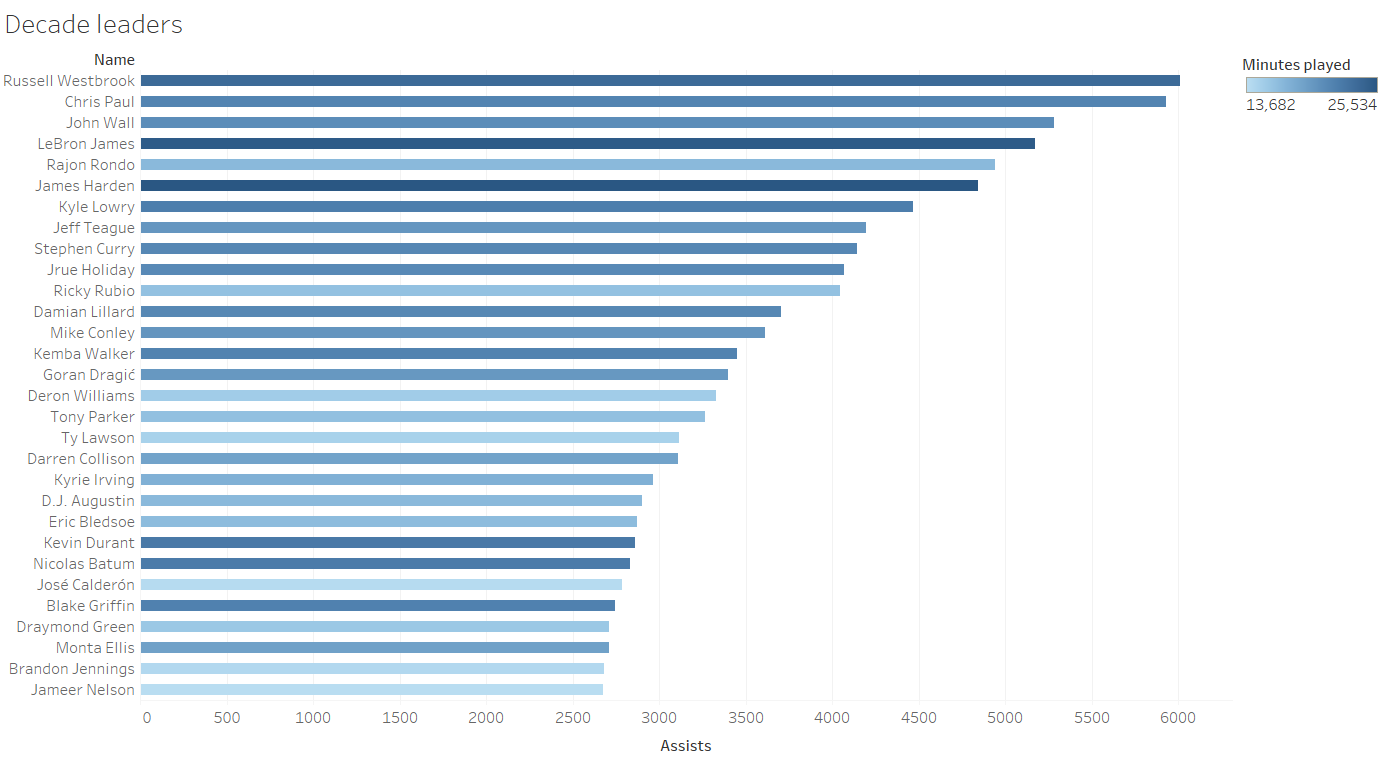 Decade leaders
Name
Minutes played
13,682 25,534
Russell Westbrook
Chris Paul
John Wall
LeBron James
Rajon Rondo
James Harden
Kyle Lowry
Jeff Teague
Stephen Curry
Jrue Holiday
Ricky Rubio
Damian Lillard
Mike Conley
Kemba Walker
Goran Dragić
Deron Williams
Tony Parker
Ty Lawson
Darren Collison
Kyrie Irving
D.J. Augustin
Eric Bledsoe
Kevin Durant
Nicolas Batum
José Calderón
Blake Griffin
Draymond Green
Monta Ellis
Brandon Jennings
Jameer Nelson
0 500 1000 1500 2000 2500 3000 3500 4000 4500 5000 5500 6000
Assists